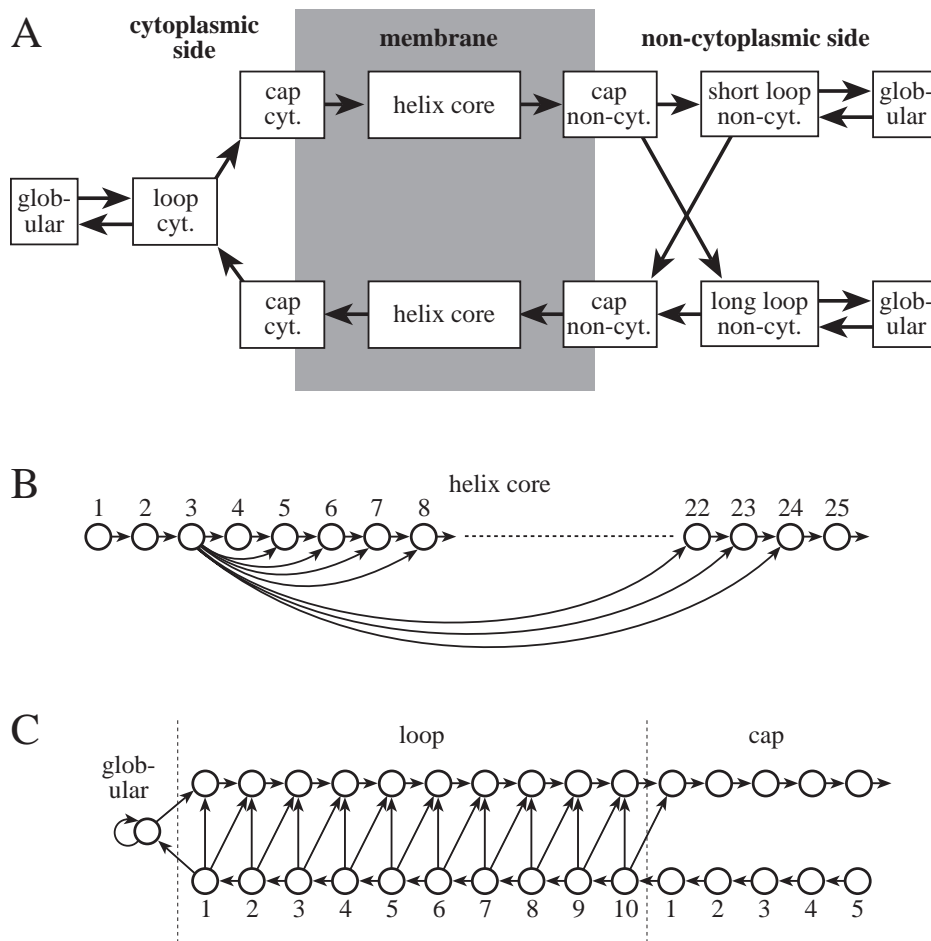 A
cytoplasmic
side
membrane
non-cytoplasmic side
cap
cyt.
helix core
cap
non-cyt.
short loop
non-cyt.
glob-
ular
glob-
ular
loop
cyt.
cap
cyt.
helix core
cap
non-cyt.
long loop
non-cyt.
glob-
ular
B
helix core
1 2 3 4 5 6 7 8 22 23 24 25
C
loop
cap
glob-
ular
1 2 3 4 5 6 7 8 9 10 1 2 3 4 5